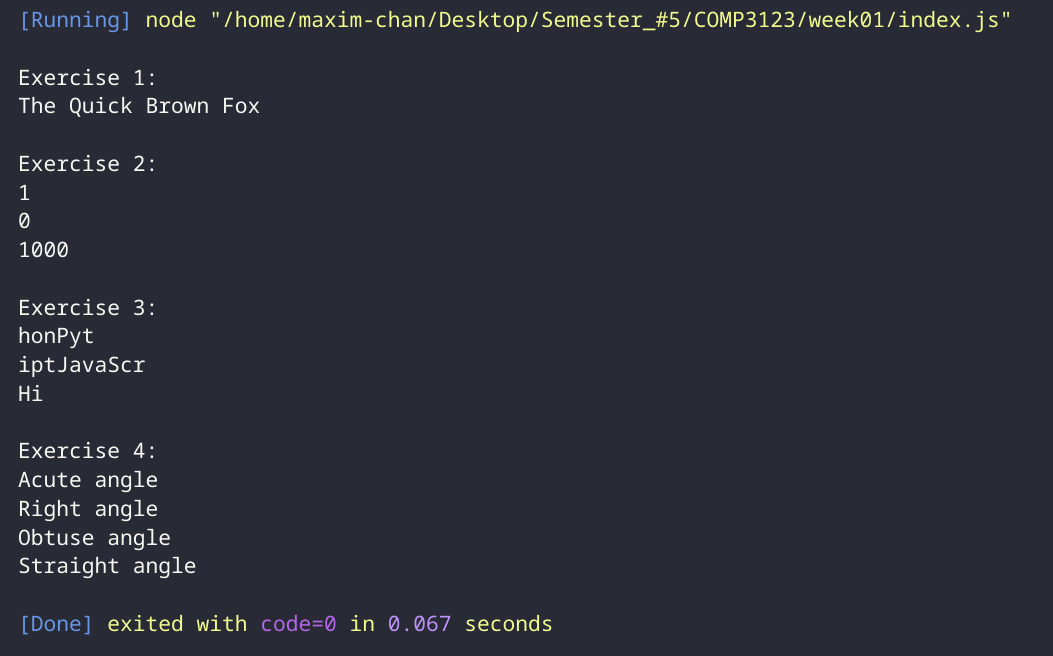 [Running] node "/home/maxim-chan/Desktop/Semester_#5/COMP3123/week01/index.js"
Exercise 1:
The Quick Brown Fox
Exercise 2:
1
0
1000
Exercise 3:
honPyt
iptJavaScr
Hi
Exercise 4:
Acute angle
Right angle
Obtuse angle
Straight angle
[Done] exited with code=0 in 0.067 seconds